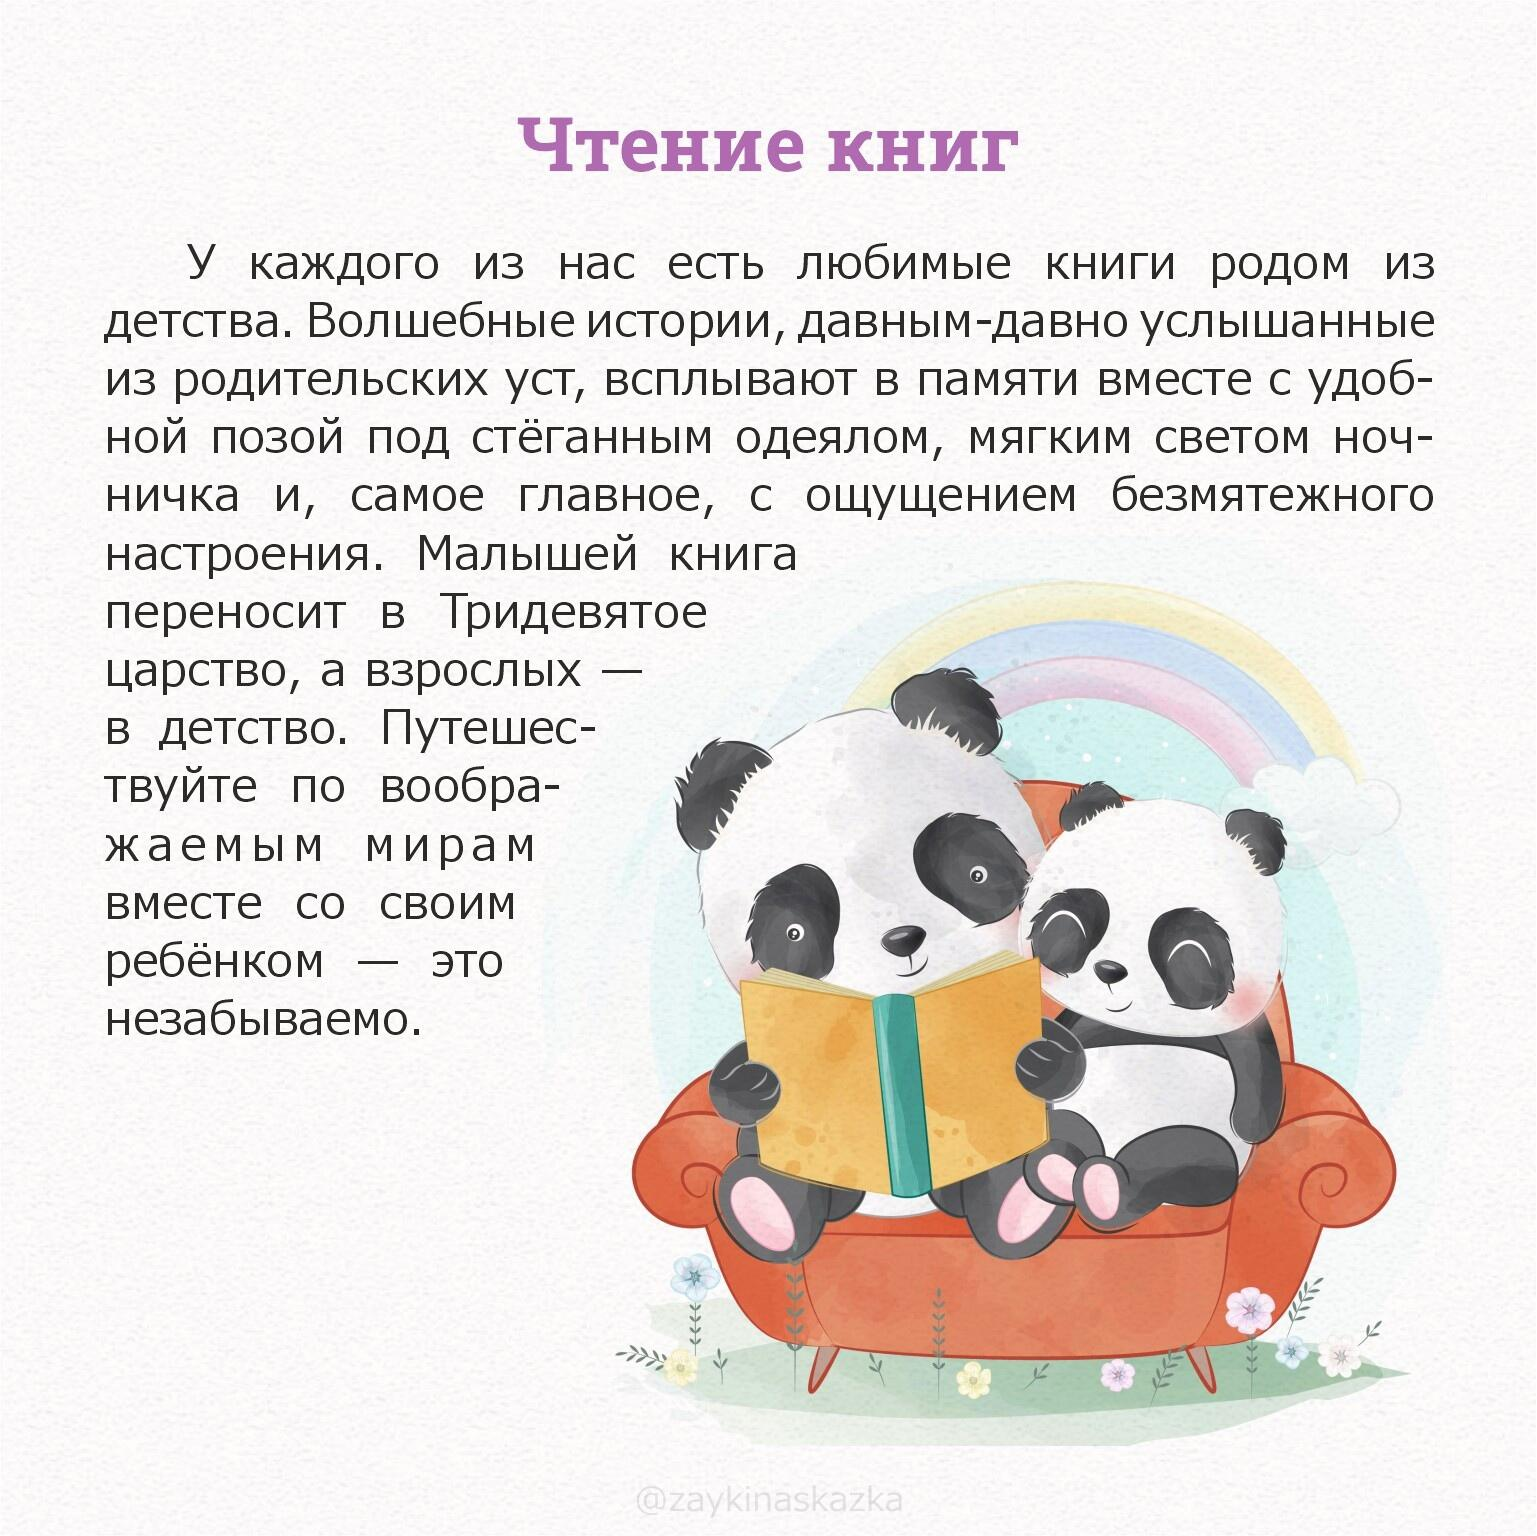 Чтение книг
У каждого из нас есть любимые книги родом из
детства. Волшебные истории, давным-давно услышанные
из родительских уст, всплывают в памяти вместе с удоб-
ной позой под стёганным одеялом, мягким светом ноч-
ничка и, самое главное, с ощущением безмятежного
настроения. Малышей книга
переносит в Тридевятое
царство, а взрослых —
в детство. Путешес-
твуйте по вообра-
жаемым мирам
вместе со своим
ребёнком — это
незабываемо.
@zaykinaskazka